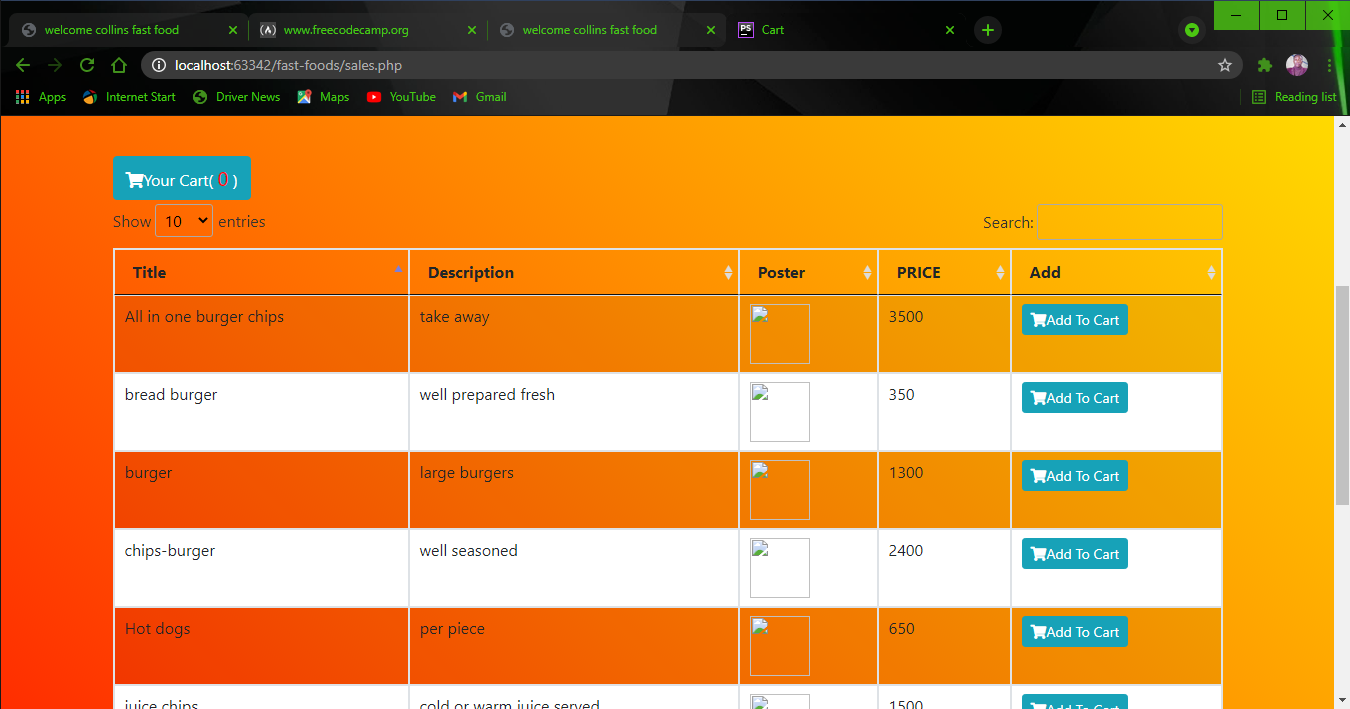 welcome collins fast food
www.freecodecamp.org
welcome collins fast food
PS Cart
localhost:63342/fast-foods/sales.php
Apps Internet Start Driver News Maps YouTube Gmail Reading list
Your Cart( 0 )
Show 10 entries Search:
Title Description Poster PRICE Add
All in one burger chips take away 3500 Add To Cart
bread burger well prepared fresh 350 Add To Cart
burger large burgers 1300 Add To Cart
chips-burger well seasoned 2400 Add To Cart
Hot dogs per piece 650 Add To Cart
juice chips cold or warm juice served 1500 Add To Cart